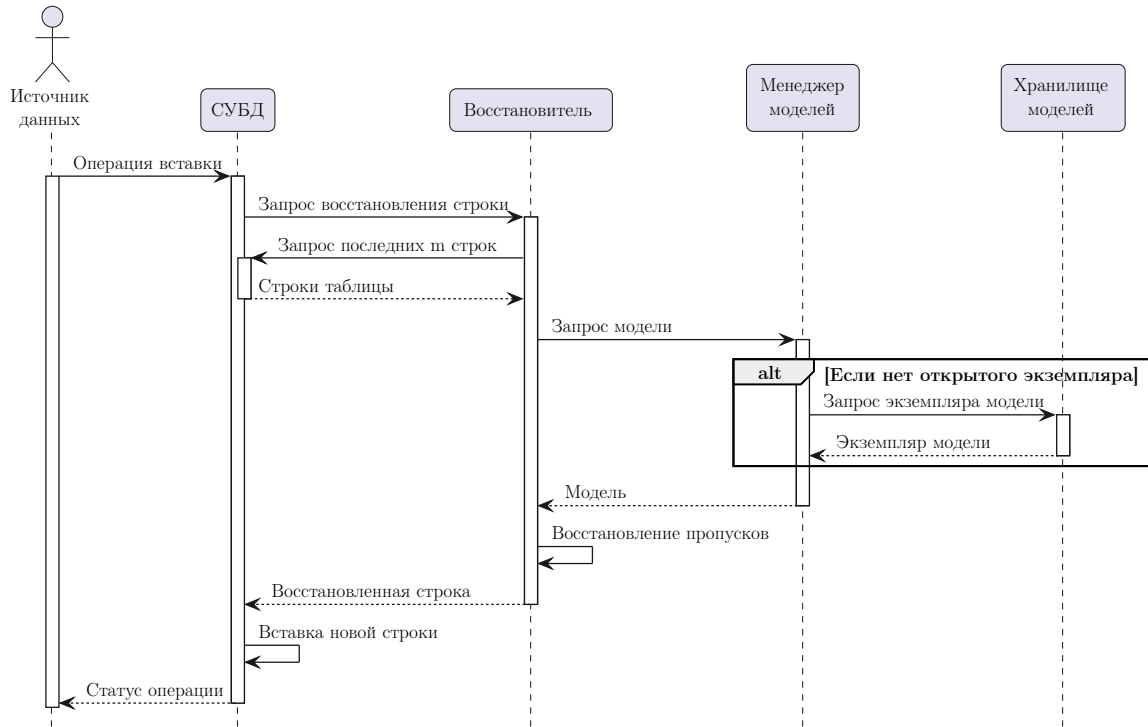 Источник
данных
СУБД
Восстановитель
Менеджер
моделей
Хранилище
моделей
Операция вставки
Запрос восстановления строки
Запрос последних m строк
Строки таблицы
Запрос модели
alt
[Если нет открытого экземпляра]
Запрос экземпляра модели
Экземпляр модели
Модель
Восстановление пропусков
Восстановленная строка
Вставка новой строки
Статус операции